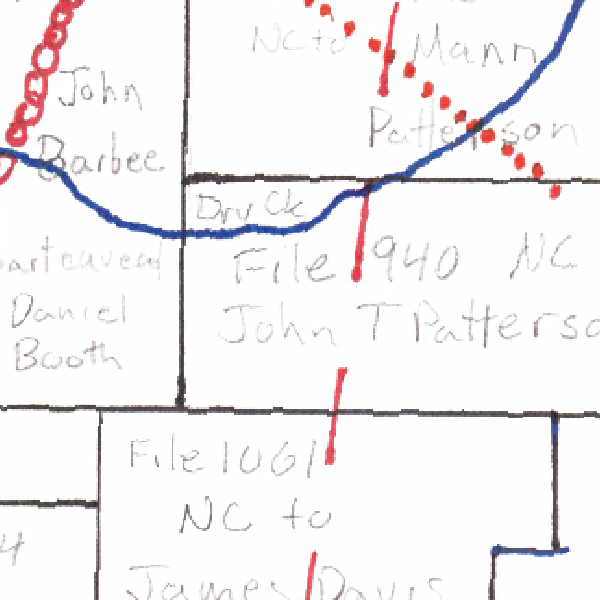 NC to
Mann
Patterson
John
Barbee
Dry Ck
File 940 NC
John T Patterso
Daniel
Booth
File 1061
NC to
4
James Davis